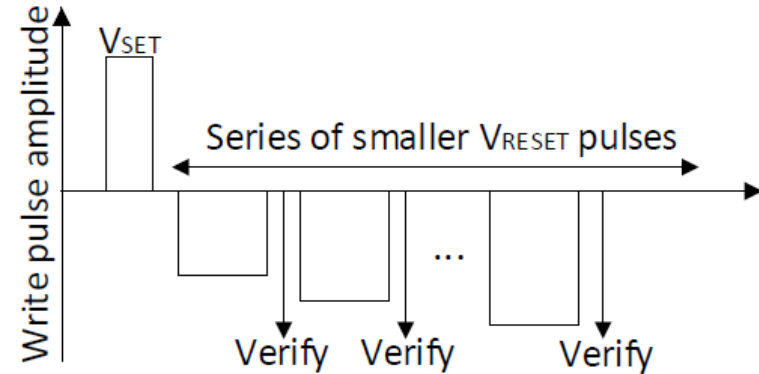 Write pulse amplitude
VSET
Series of smaller VRESET pulses
...
Verify
Verify
Verify